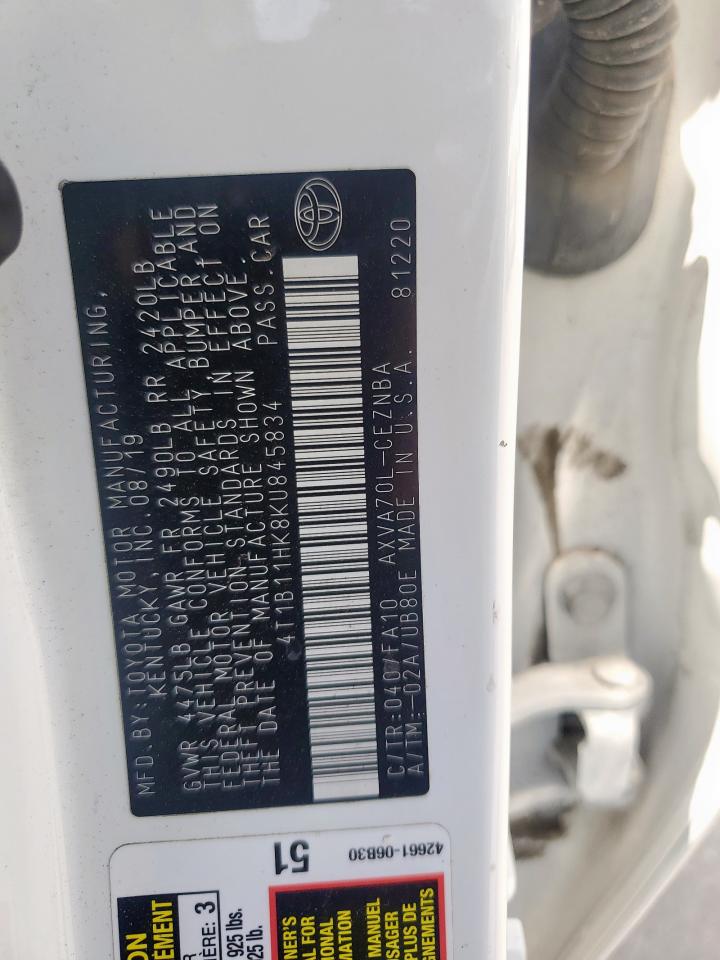 MFD. BY: TOYOTA MOTOR MANUFACTURING,
KENTUCKY, INC. 08/19
GVWR 4475LB GAWR FR 2490LB RR 2420LB
THIS VEHICLE CONFORMS TO ALL APPLICABLE
FEDERAL MOTOR VEHICLE SAFETY BUMPER AND
THEFT PREVENTION STANDARDS IN EFFECT ON
THE DATE OF MANUFACTURE SHOWN ABOVE.
4T1B11HK8KU845834 PASS. CAR
C/TR:0407FA10 AXVA70L-CEZNBA 81220
A/TM:-02A/UB80E MADE IN U.S.A.
42661-06B30
51
3
925 lbs.
25 lb.